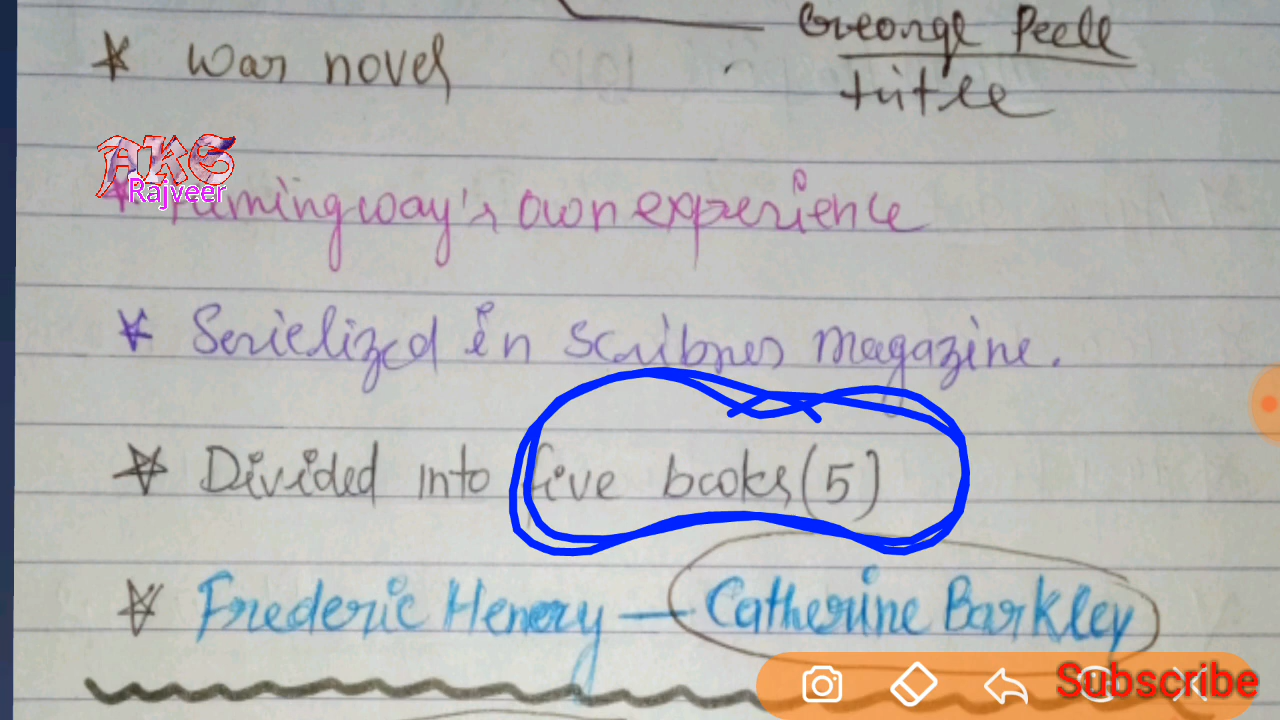 George Peele
* War novel
title
AKS
Rajveer
* Hemingway's own experience
* Serielized in Scribner magazine.
* Divided into five books (5)
* Frederic Henery — Catherine Barkley
Subscribe